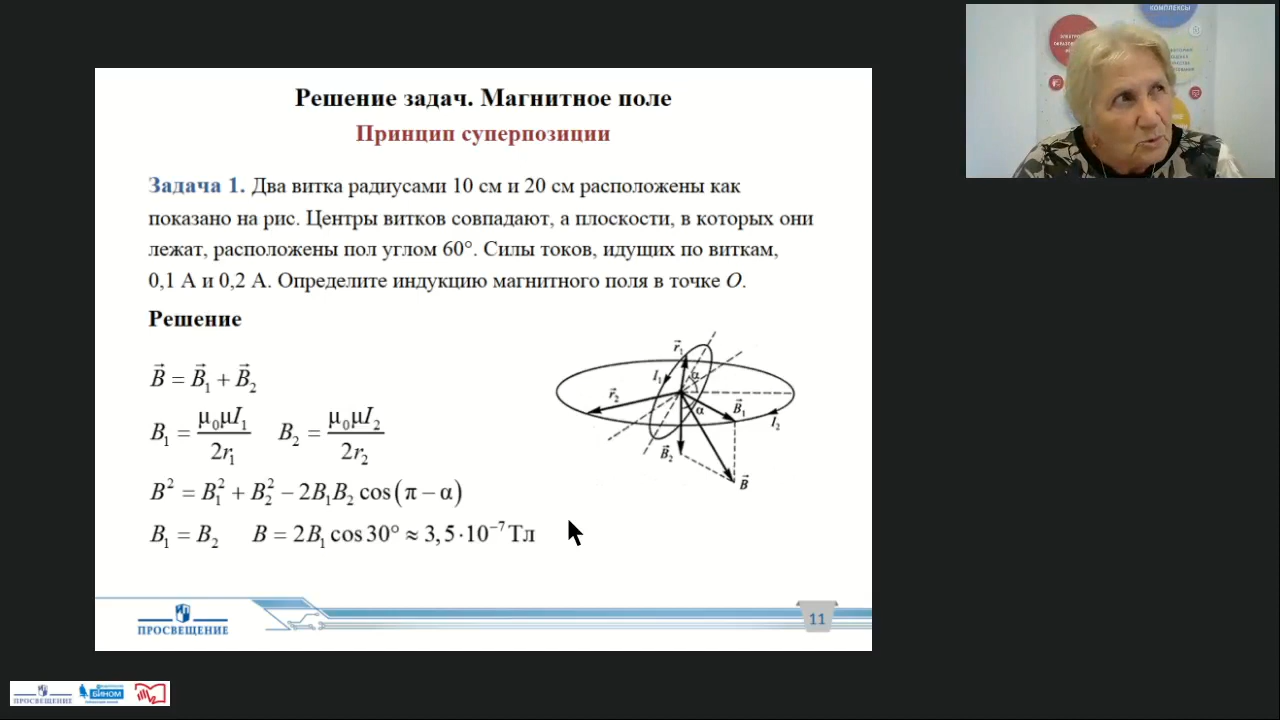 КОМПЛЕКСЫ
Решение задач. Магнитное поле
Принцип суперпозиции
Задача 1. Два витка радиусами 10 см и 20 см расположены как
показано на рис. Центры витков совпадают, а плоскости, в которых они
лежат, расположены пол углом 60°. Силы токов, идущих по виткам,
0,1 А и 0,2 А. Определите индукцию магнитного поля в точке O.
Решение
B⃗ = B⃗₁ + B⃗₂
B₁ = μ₀μI₁/2r₁ B₂ = μ₀μI₂/2r₂
B² = B₁² + B₂² − 2B₁B₂ cos(π − α)
B₁ = B₂ B = 2B₁ cos 30° ≈ 3,5·10⁻⁷ Тл
r⃗₁
I₁
α
r⃗₂
α
B⃗₁
I₂
B⃗₂
B⃗
ПРОСВЕЩЕНИЕ
11
ПРОСВЕЩЕНИЕ
БИНОМ